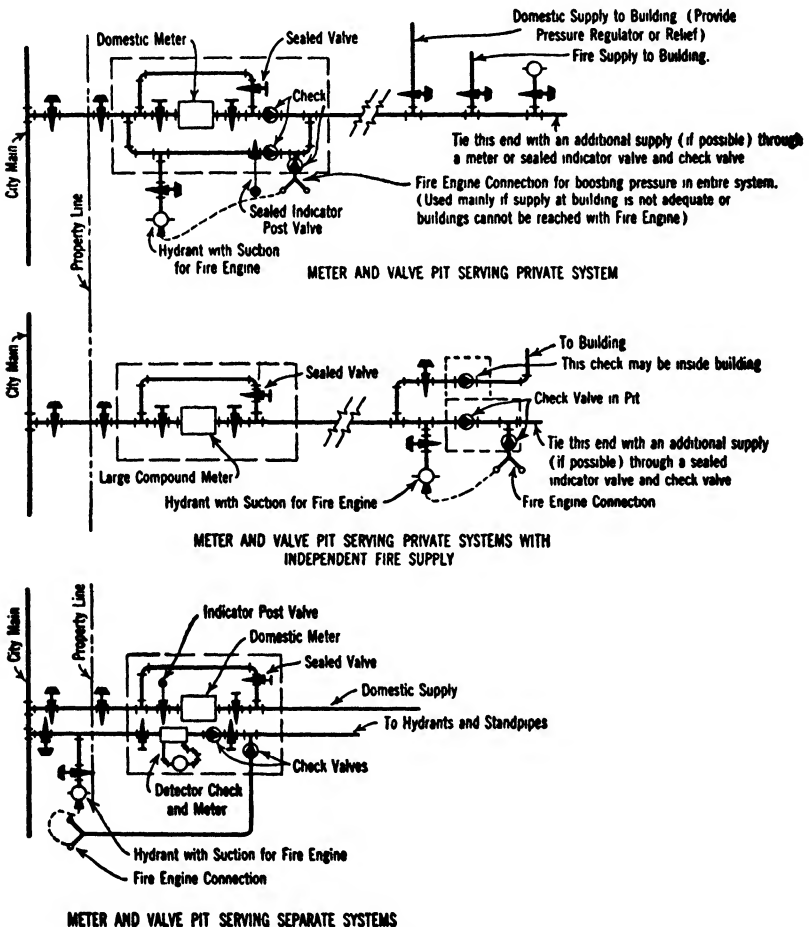 Domestic Supply to Building (Provide
Pressure Regulator or Relief)
Domestic Meter
Sealed Valve
Fire Supply to Building.
Check
City Main
Property Line
Tie this end with an additional supply (if possible) through
a meter or sealed indicator valve and check valve
Fire Engine Connection for boosting pressure in entire system.
(Used mainly if supply at building is not adequate or
buildings cannot be reached with Fire Engine)
Sealed Indicator
Post Valve
Hydrant with Suction
for Fire Engine
METER AND VALVE PIT SERVING PRIVATE SYSTEM
City Main
To Building
This check may be inside building
Sealed Valve
Check Valve in Pit
Large Compound Meter
Tie this end with an additional supply
(if possible) through a sealed
indicator valve and check valve
Hydrant with Suction for Fire Engine
Fire Engine Connection
METER AND VALVE PIT SERVING PRIVATE SYSTEMS WITH
INDEPENDENT FIRE SUPPLY
City Main
Property Line
Indicator Post Valve
Domestic Meter
Sealed Valve
Domestic Supply
To Hydrants and Standpipes
Check Valves
Detector Check
and Meter
Hydrant with Suction for Fire Engine
Fire Engine Connection
METER AND VALVE PIT SERVING SEPARATE SYSTEMS